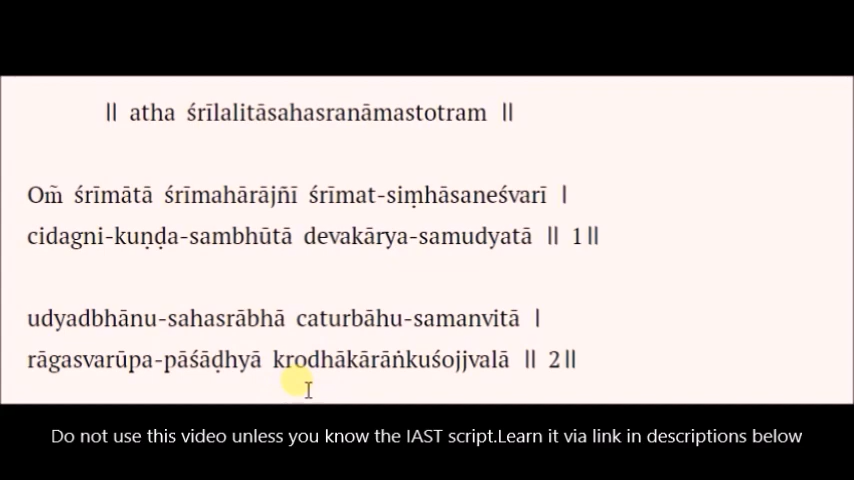 || atha śrīlalitāsahasranāmastotram ||
Om̐ śrīmātā śrīmahārājñī śrīmat-siṃhāsaneśvarī |
cidagni-kuṇḍa-sambhūtā devakārya-samudyatā || 1||
udyadbhānu-sahasrābhā caturbāhu-samanvitā |
rāgasvarūpa-pāśāḍhyā krodhākārāṅkuśojjvalā || 2||
Do not use this video unless you know the IAST script.Learn it via link in descriptions below